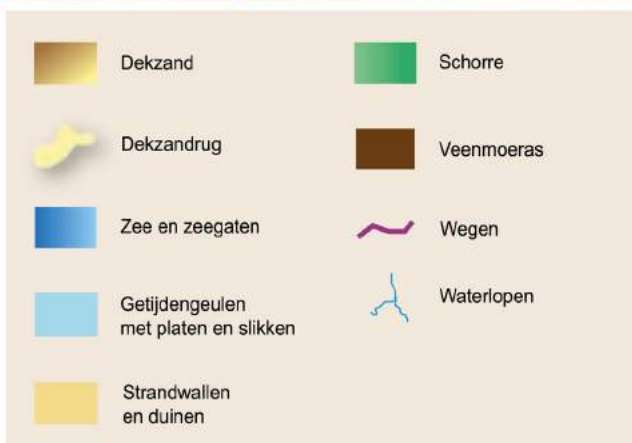 Dekzand
Dekzandrug
Zee en zeegaten
Getijdengeulen
met platen en slikken
Strandwallen
en duinen
Schorre
Veenmoeras
Wegen
Waterlopen